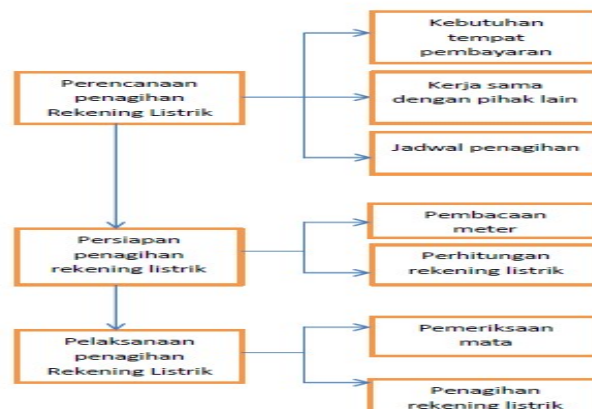 Kebutuhan
tempat
pembayaran
Perencanaan
penagihan
Rekening Listrik
Kerja sama
dengan pihak lain
Jadwal penagihan
Persiapan
penagihan
rekening listrik
Pembacaan
meter
Perhitungan
rekening listrik
Pelaksanaan
penagihan
Rekening Listrik
Pemeriksaan
mata
Penagihan
rekening listrik